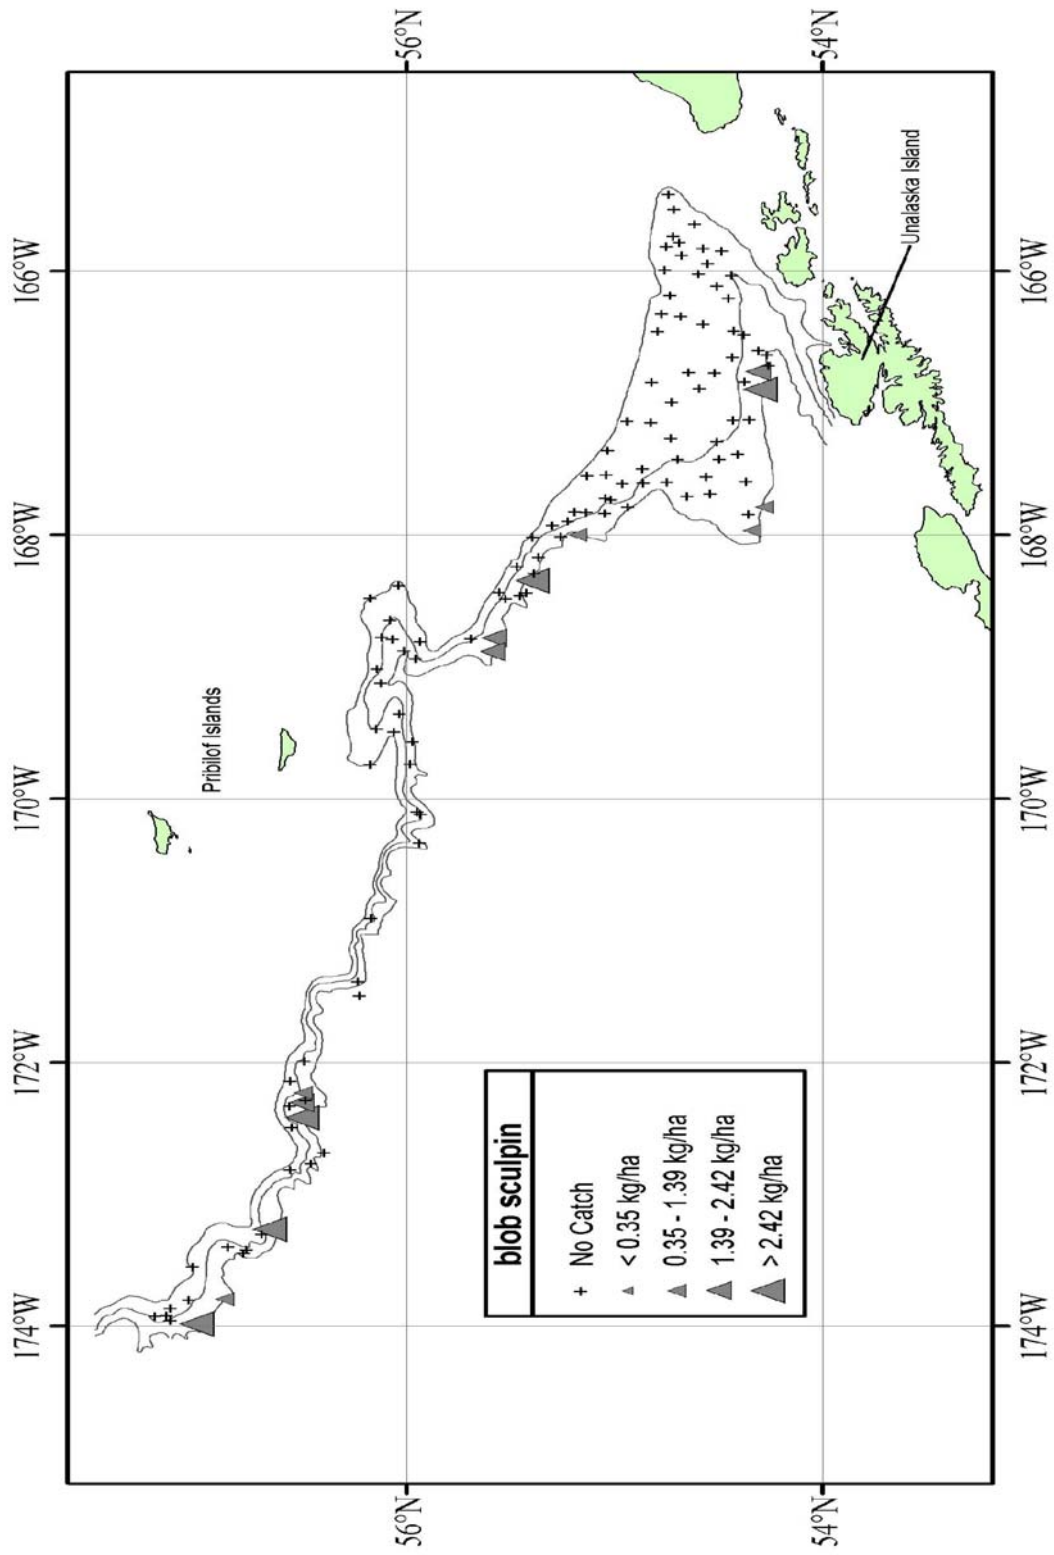 174°W
172°W
170°W
168°W
166°W
56°N
56°N
54°N
54°N
Pribilof Islands
Unalaska Island
blob sculpin
No Catch
< 0.35 kg/ha
0.35 - 1.39 kg/ha
1.39 - 2.42 kg/ha
> 2.42 kg/ha
174°W
172°W
170°W
168°W
166°W